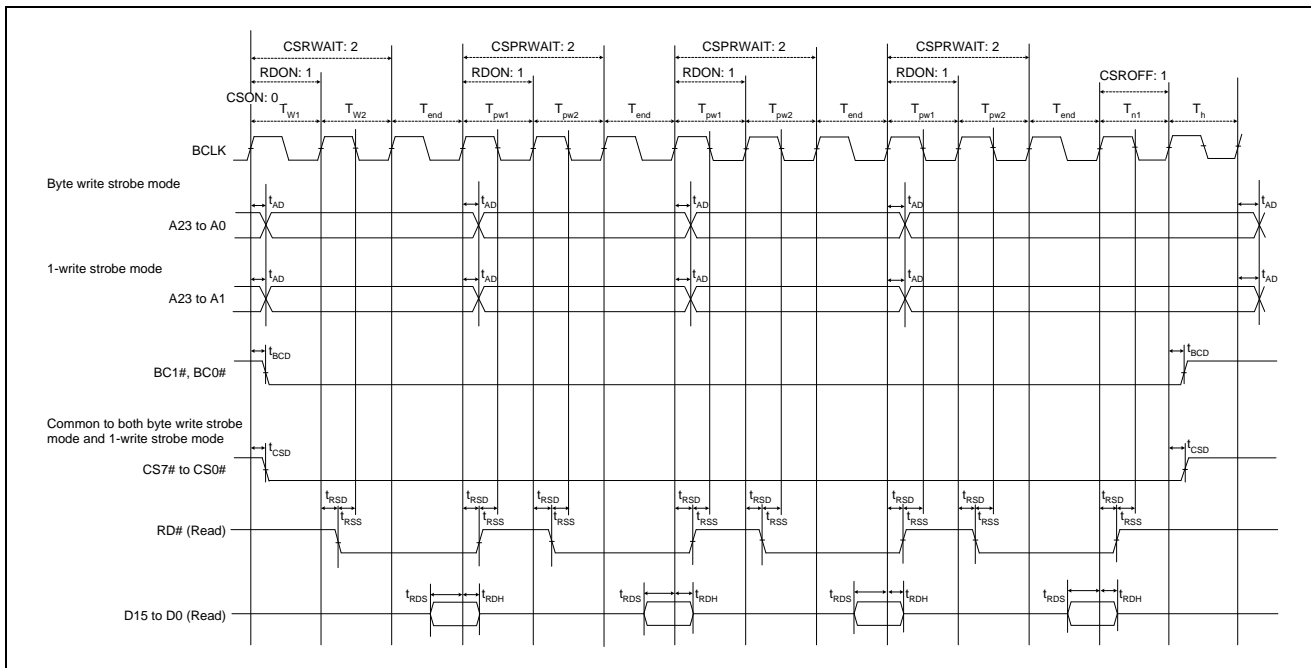 CSRWAIT: 2 CSPRWAIT: 2 CSPRWAIT: 2 CSPRWAIT: 2
RDON: 1 RDON: 1 RDON: 1 RDON: 1 CSROFF: 1
CSON: 0
TW1 TW2 Tend Tpw1 Tpw2 Tend Tpw1 Tpw2 Tend Tpw1 Tpw2 Tend Tn1 Th
BCLK
Byte write strobe mode
tAD tAD tAD tAD tAD
A23 to A0
1-write strobe mode
tAD tAD tAD tAD tAD
A23 to A1
tBCD tBCD
BC1#, BC0#
Common to both byte write strobe
mode and 1-write strobe mode
tCSD tCSD
CS7# to CS0#
tRSD tRSD tRSD tRSD tRSD tRSD tRSD tRSD
tRSS tRSS tRSS tRSS tRSS tRSS tRSS tRSS
RD# (Read)
tRDS tRDH tRDS tRDH tRDS tRDH tRDS tRDH
D15 to D0 (Read)